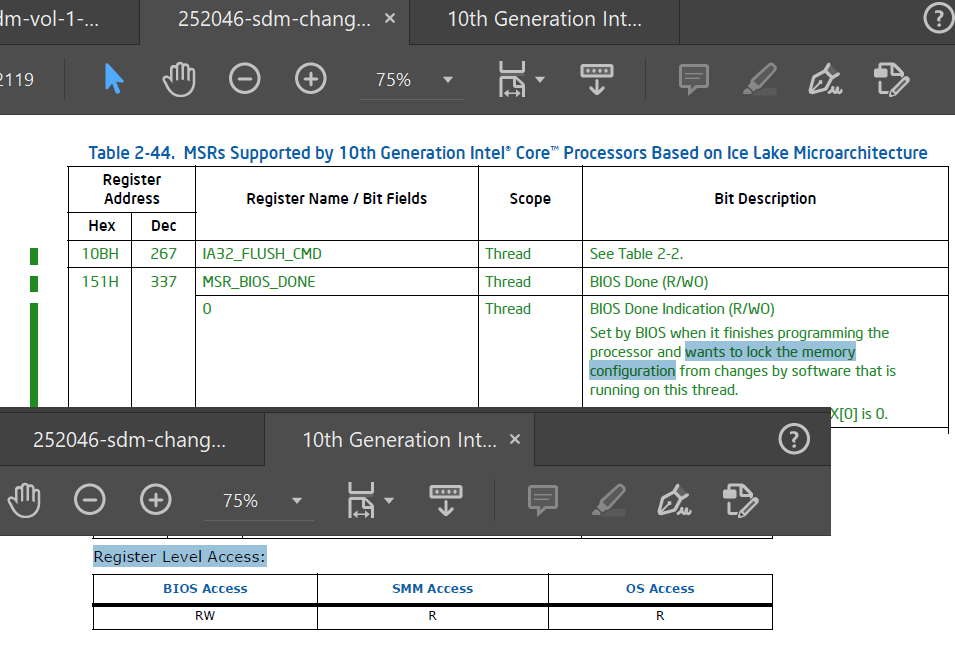 dm-vol-1-...
252046-sdm-chang... ×
10th Generation Int...
?
2119
75%
Table 2-44. MSRs Supported by 10th Generation Intel® Core™ Processors Based on Ice Lake Microarchitecture
Register Address
Register Name / Bit Fields
Scope
Bit Description
Hex
Dec
10BH 267 IA32_FLUSH_CMD Thread See Table 2-2.
151H 337 MSR_BIOS_DONE Thread BIOS Done (R/WO)
0 Thread BIOS Done Indication (R/WO)
Set by BIOS when it finishes programming the
processor and wants to lock the memory
configuration from changes by software that is
running on this thread.
X[0] is 0.
252046-sdm-chang...
10th Generation Int... ×
?
75%
Register Level Access:
BIOS Access SMM Access OS Access
RW R R